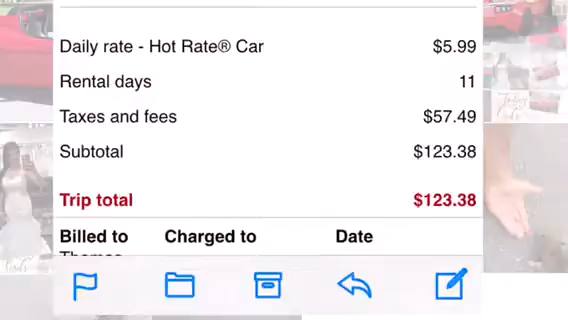 Daily rate - Hot Rate® Car $5.99
Rental days 11
Taxes and fees $57.49
Subtotal $123.38
Trip total $123.38
Billed to Charged to Date